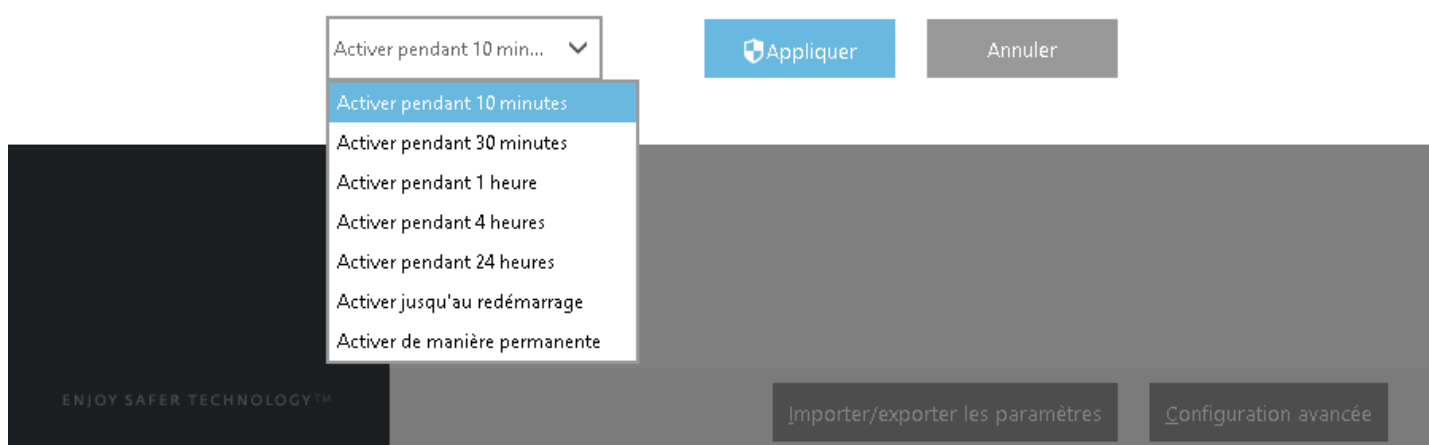 Activer pendant 10 min...
Appliquer
Annuler
Activer pendant 10 minutes
Activer pendant 30 minutes
Activer pendant 1 heure
Activer pendant 4 heures
Activer pendant 24 heures
Activer jusqu'au redémarrage
Activer de manière permanente
ENJOY SAFER TECHNOLOGY™
Importer/exporter les paramètres
Configuration avancée